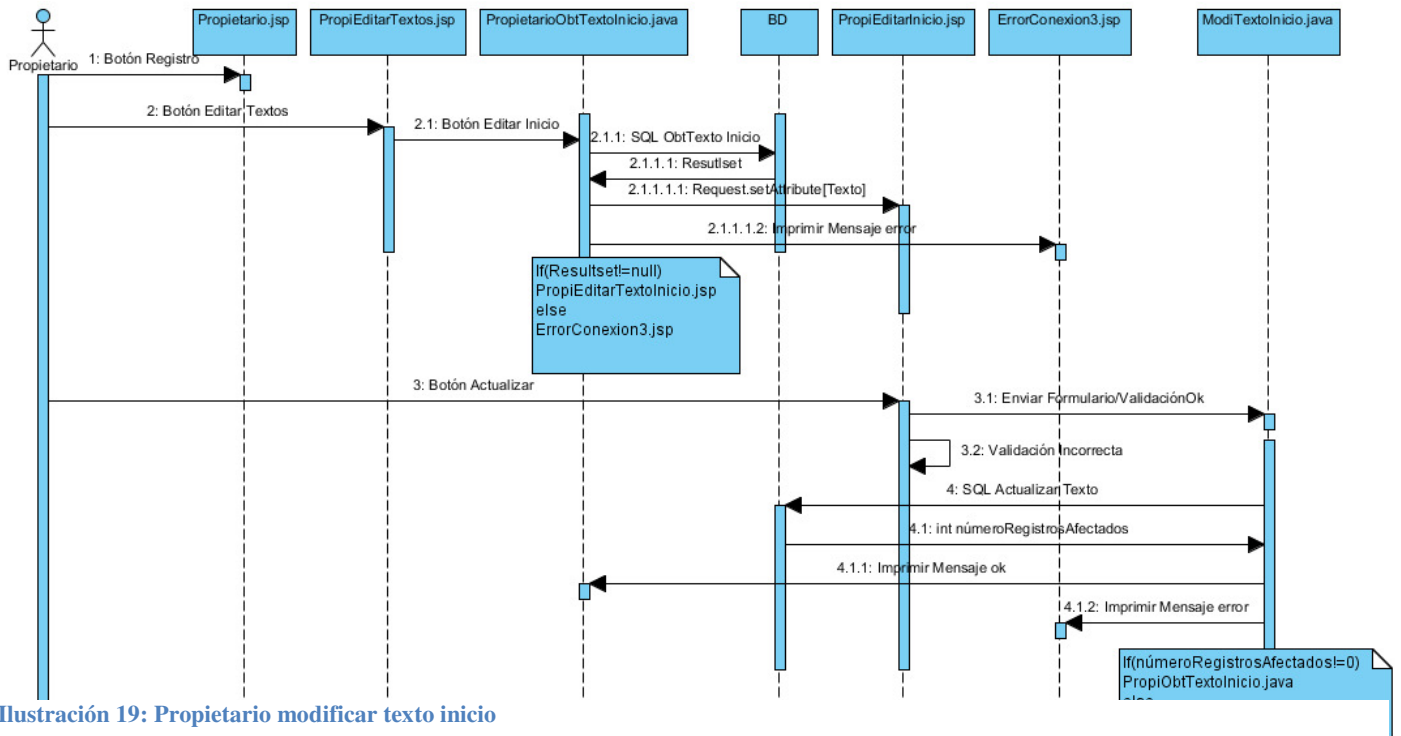 Propietario.jsp
PropiEditarTextos.jsp
PropietarioObtTextoInicio.java
BD
PropiEditarInicio.jsp
ErrorConexion3.jsp
ModiTextoInicio.java
Propietario
1: Botón Registro
2: Botón Editar Textos
2.1: Botón Editar Inicio
2.1.1: SQL ObtTexto Inicio
2.1.1.1: Resutlset
2.1.1.1.1: Request.setAttribute[Texto]
2.1.1.1.2: Imprimir Mensaje error
If(Resultset!=null)
PropiEditarTextoInicio.jsp
else
ErrorConexion3.jsp
3: Botón Actualizar
3.1: Enviar Formulario/ValidaciónOk
3.2: Validación Incorrecta
4: SQL Actualizar Texto
4.1: int númeroRegistrosAfectados
4.1.1: Imprimir Mensaje ok
4.1.2: Imprimir Mensaje error
If(númeroRegistrosAfectados!=0)
PropiObtTextoInicio.java
else
Ilustración 19: Propietario modificar texto inicio